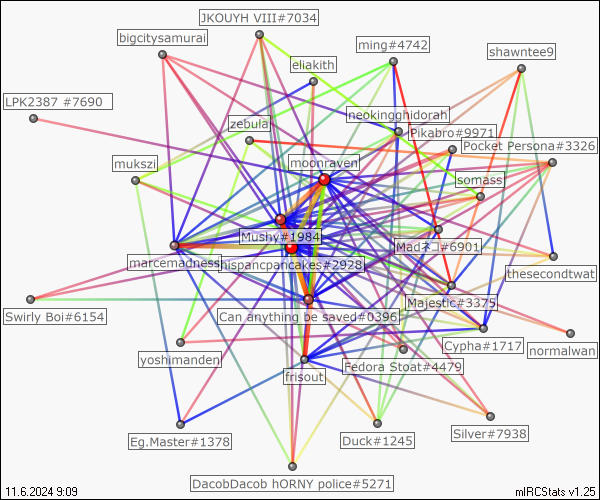 JKOUYH VIII#7034
bigcitysamurai
ming#4742
shawntee9
eliakith
LPK2387 #7690
neokingghidorah
zebula
Pikabro#9971
Pocket Persona#3326
moonraven
mukszi
somass
Mushy#1984
Madネコ#6901
marcemadness
hispancpancakes#2928
thesecondtwat
Majestic#3375
Swirly Boi#6154
Can anything be saved#0396
Cypha#1717
normalwan
yoshimanden
Fedora Stoat#4479
frisout
Silver#7938
Eg.Master#1378
Duck#1245
DacobDacob hORNY police#5271
11.6.2024 9:09
mIRCStats v1.25